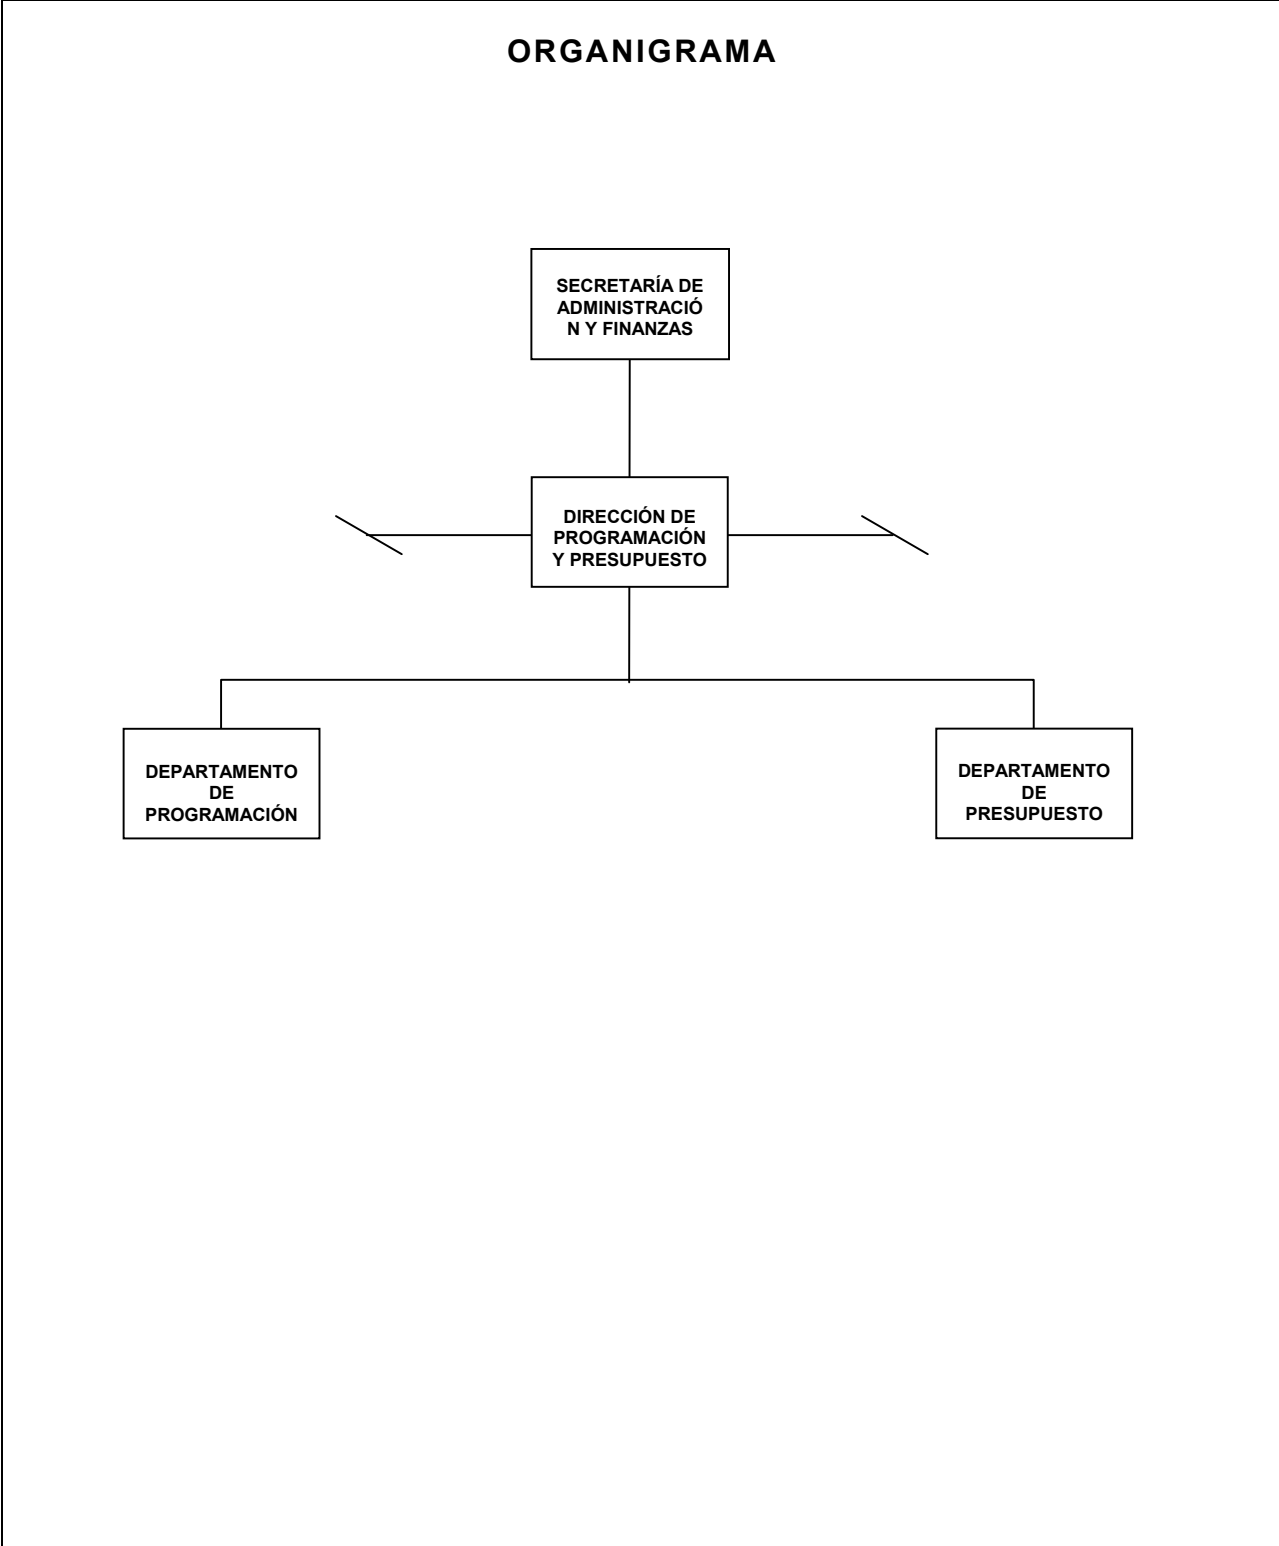 ORGANIGRAMA
SECRETARÍA DE
ADMINISTRACIÓ
N Y FINANZAS
DIRECCIÓN DE
PROGRAMACIÓN
Y PRESUPUESTO
DEPARTAMENTO
DE
PROGRAMACIÓN
DEPARTAMENTO
DE
PRESUPUESTO